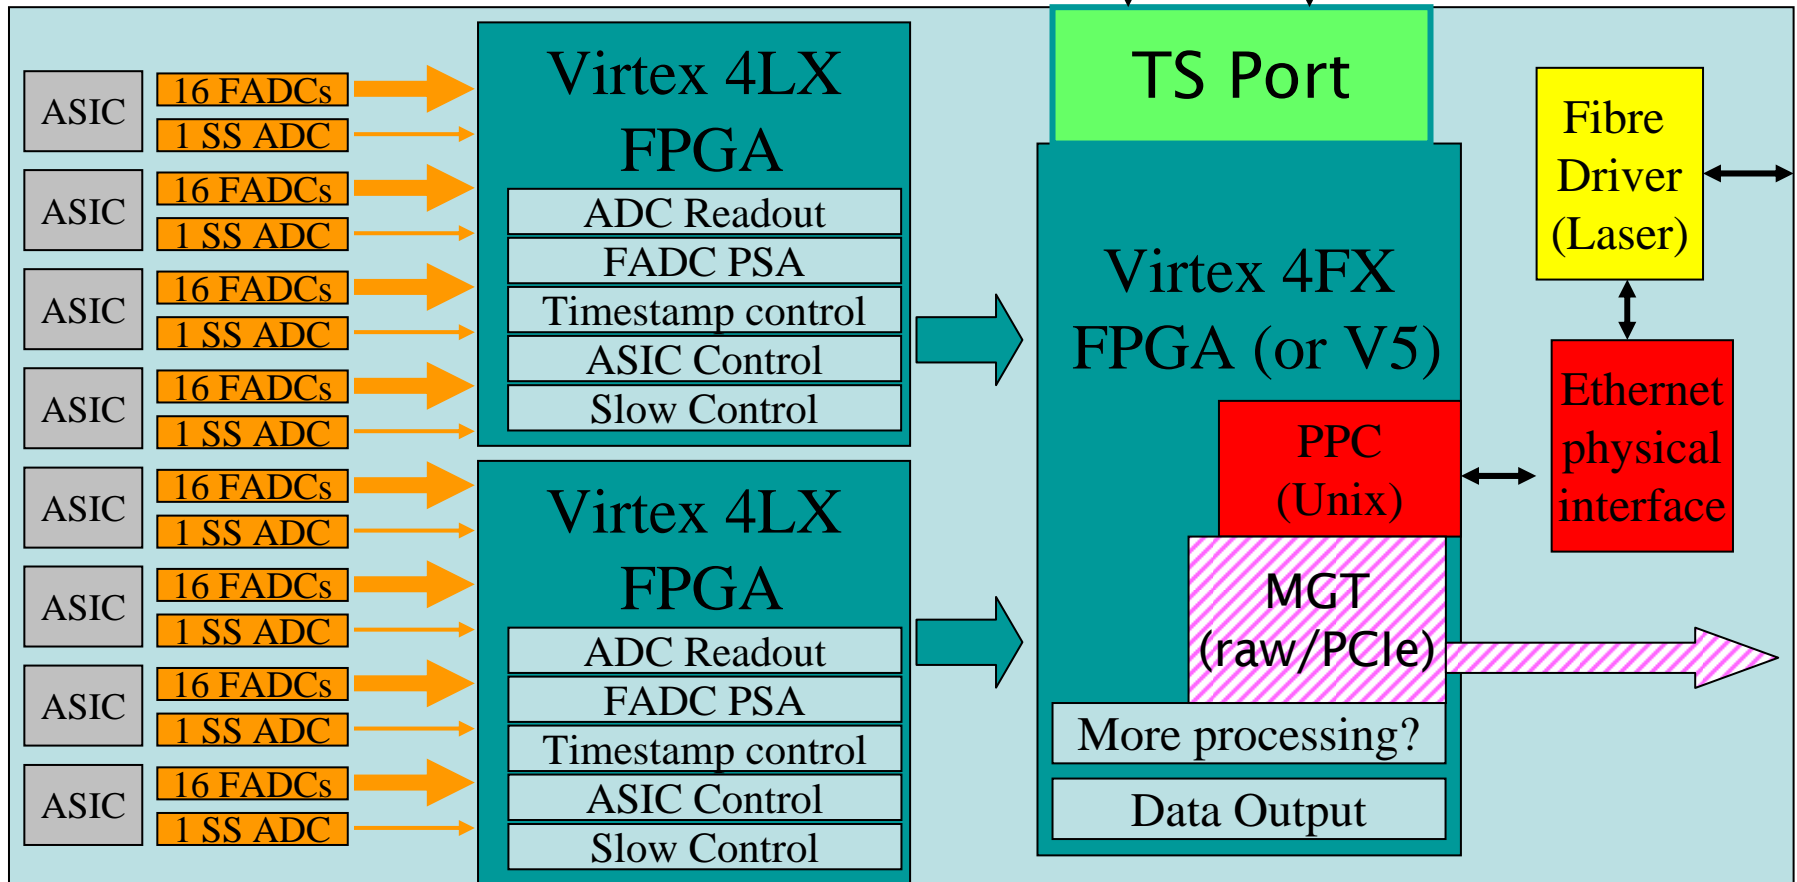 ASIC
16 FADCs
1 SS ADC
ASIC
16 FADCs
1 SS ADC
ASIC
16 FADCs
1 SS ADC
ASIC
16 FADCs
1 SS ADC
ASIC
16 FADCs
1 SS ADC
ASIC
16 FADCs
1 SS ADC
ASIC
16 FADCs
1 SS ADC
ASIC
16 FADCs
1 SS ADC
Virtex 4LX
FPGA
ADC Readout
FADC PSA
Timestamp control
ASIC Control
Slow Control
Virtex 4LX
FPGA
ADC Readout
FADC PSA
Timestamp control
ASIC Control
Slow Control
TS Port
Virtex 4FX
FPGA (or V5)
PPC
(Unix)
MGT
(raw/PCIe)
More processing?
Data Output
Fibre
Driver
(Laser)
Ethernet
physical
interface